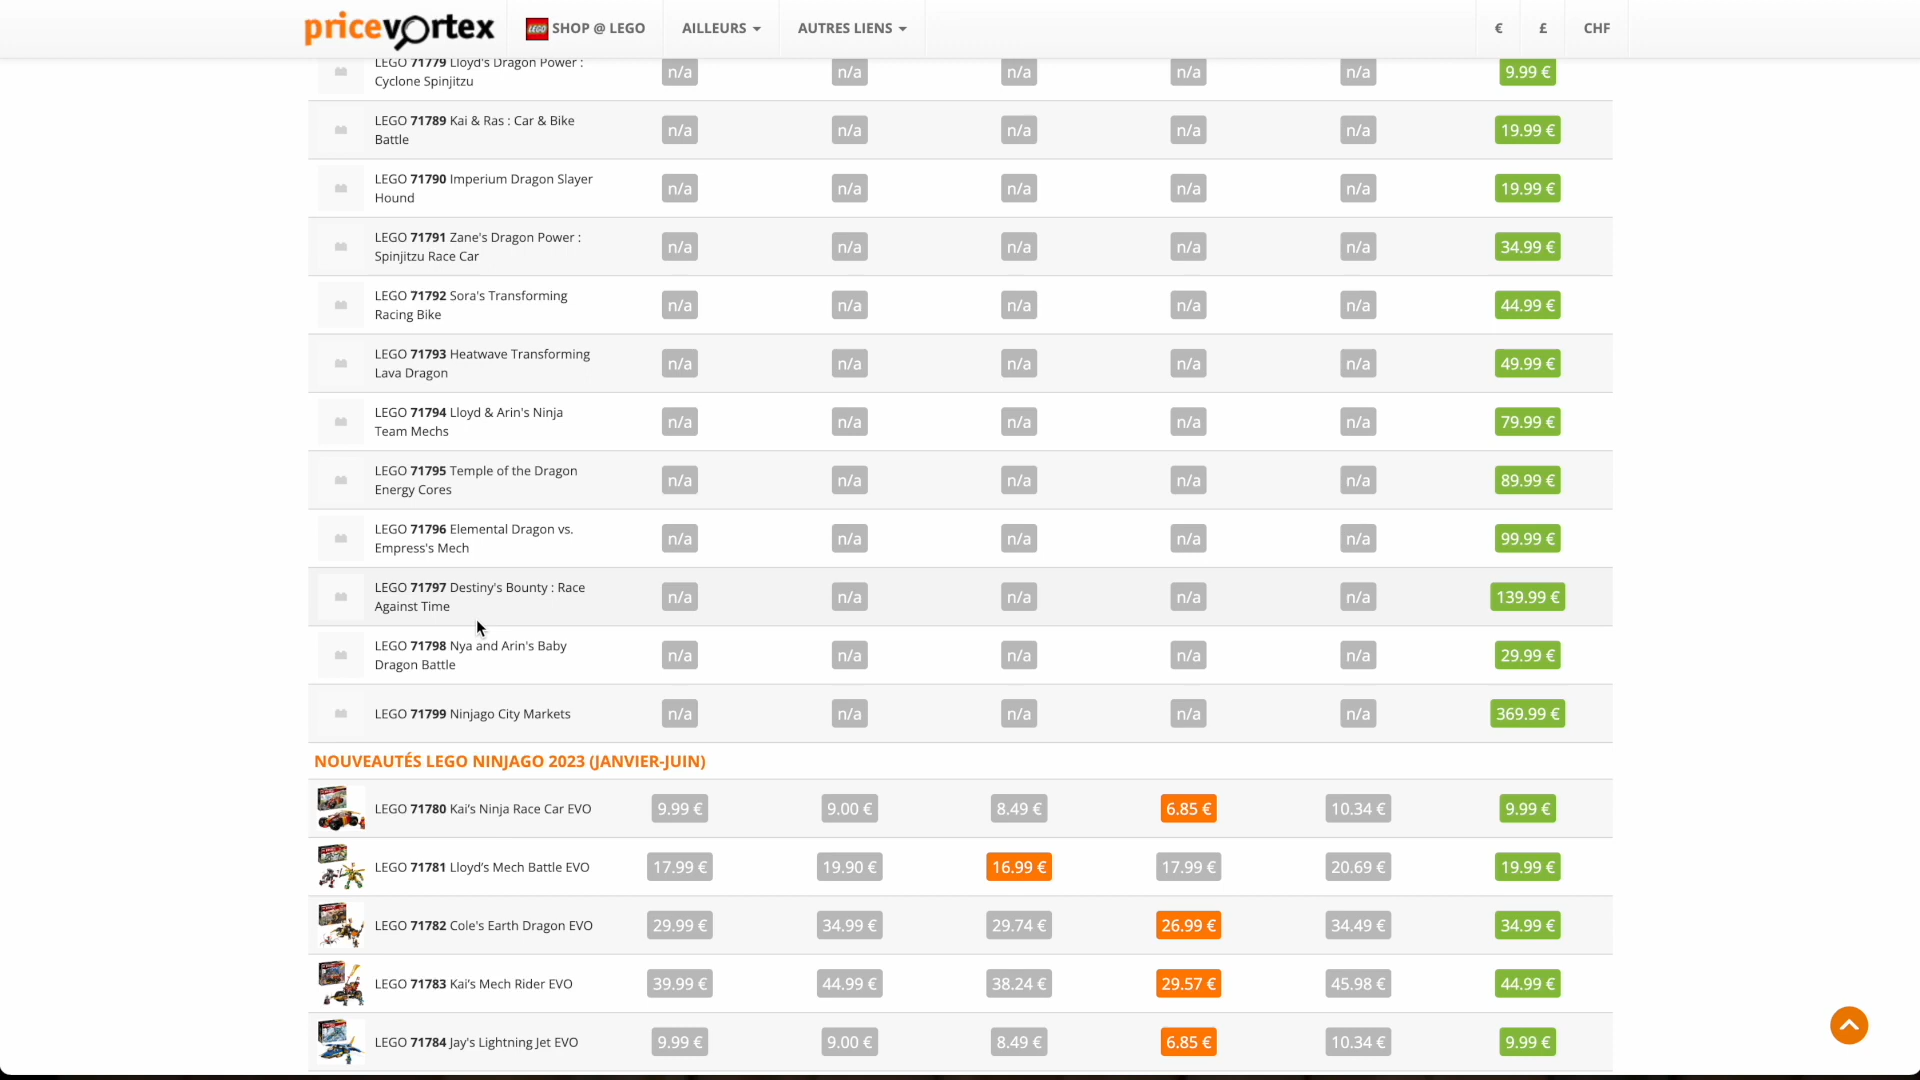 pricevortex
LEGO SHOP @ LEGO
AILLEURS
AUTRES LIENS
€
£
CHF
LEGO 71779 Lloyd's Dragon Power :
Cyclone Spinjitzu
n/a n/a n/a n/a n/a 9.99 €
LEGO 71789 Kai & Ras : Car & Bike
Battle
n/a n/a n/a n/a n/a 19.99 €
LEGO 71790 Imperium Dragon Slayer
Hound
n/a n/a n/a n/a n/a 19.99 €
LEGO 71791 Zane's Dragon Power :
Spinjitzu Race Car
n/a n/a n/a n/a n/a 34.99 €
LEGO 71792 Sora's Transforming
Racing Bike
n/a n/a n/a n/a n/a 44.99 €
LEGO 71793 Heatwave Transforming
Lava Dragon
n/a n/a n/a n/a n/a 49.99 €
LEGO 71794 Lloyd & Arin's Ninja
Team Mechs
n/a n/a n/a n/a n/a 79.99 €
LEGO 71795 Temple of the Dragon
Energy Cores
n/a n/a n/a n/a n/a 89.99 €
LEGO 71796 Elemental Dragon vs.
Empress's Mech
n/a n/a n/a n/a n/a 99.99 €
LEGO 71797 Destiny's Bounty : Race
Against Time
n/a n/a n/a n/a n/a 139.99 €
LEGO 71798 Nya and Arin's Baby
Dragon Battle
n/a n/a n/a n/a n/a 29.99 €
LEGO 71799 Ninjago City Markets
n/a n/a n/a n/a n/a 369.99 €
NOUVEAUTÉS LEGO NINJAGO 2023 (JANVIER-JUIN)
LEGO 71780 Kai's Ninja Race Car EVO 9.99 € 9.00 € 8.49 € 6.85 € 10.34 € 9.99 €
LEGO 71781 Lloyd's Mech Battle EVO 17.99 € 19.90 € 16.99 € 17.99 € 20.69 € 19.99 €
LEGO 71782 Cole's Earth Dragon EVO 29.99 € 34.99 € 29.74 € 26.99 € 34.49 € 34.99 €
LEGO 71783 Kai's Mech Rider EVO 39.99 € 44.99 € 38.24 € 29.57 € 45.98 € 44.99 €
LEGO 71784 Jay's Lightning Jet EVO 9.99 € 9.00 € 8.49 € 6.85 € 10.34 € 9.99 €